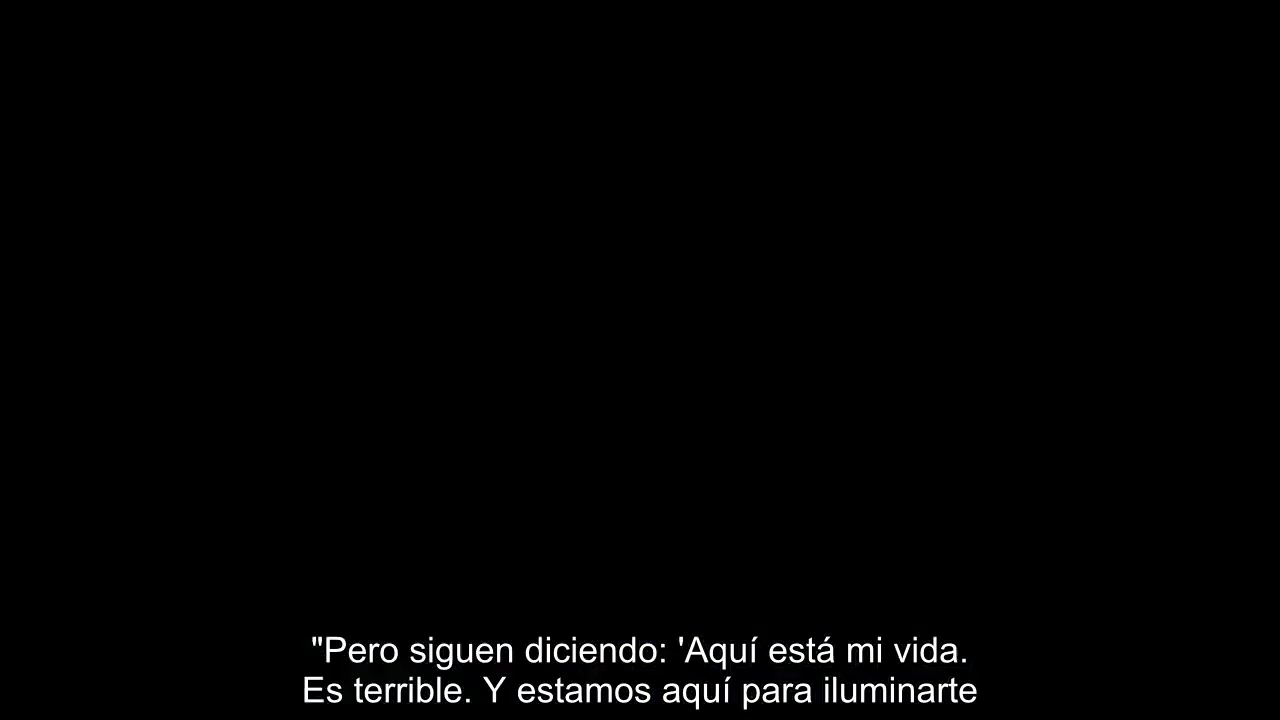 "Pero siguen diciendo: 'Aquí está mi vida.
Es terrible. Y estamos aquí para iluminarte